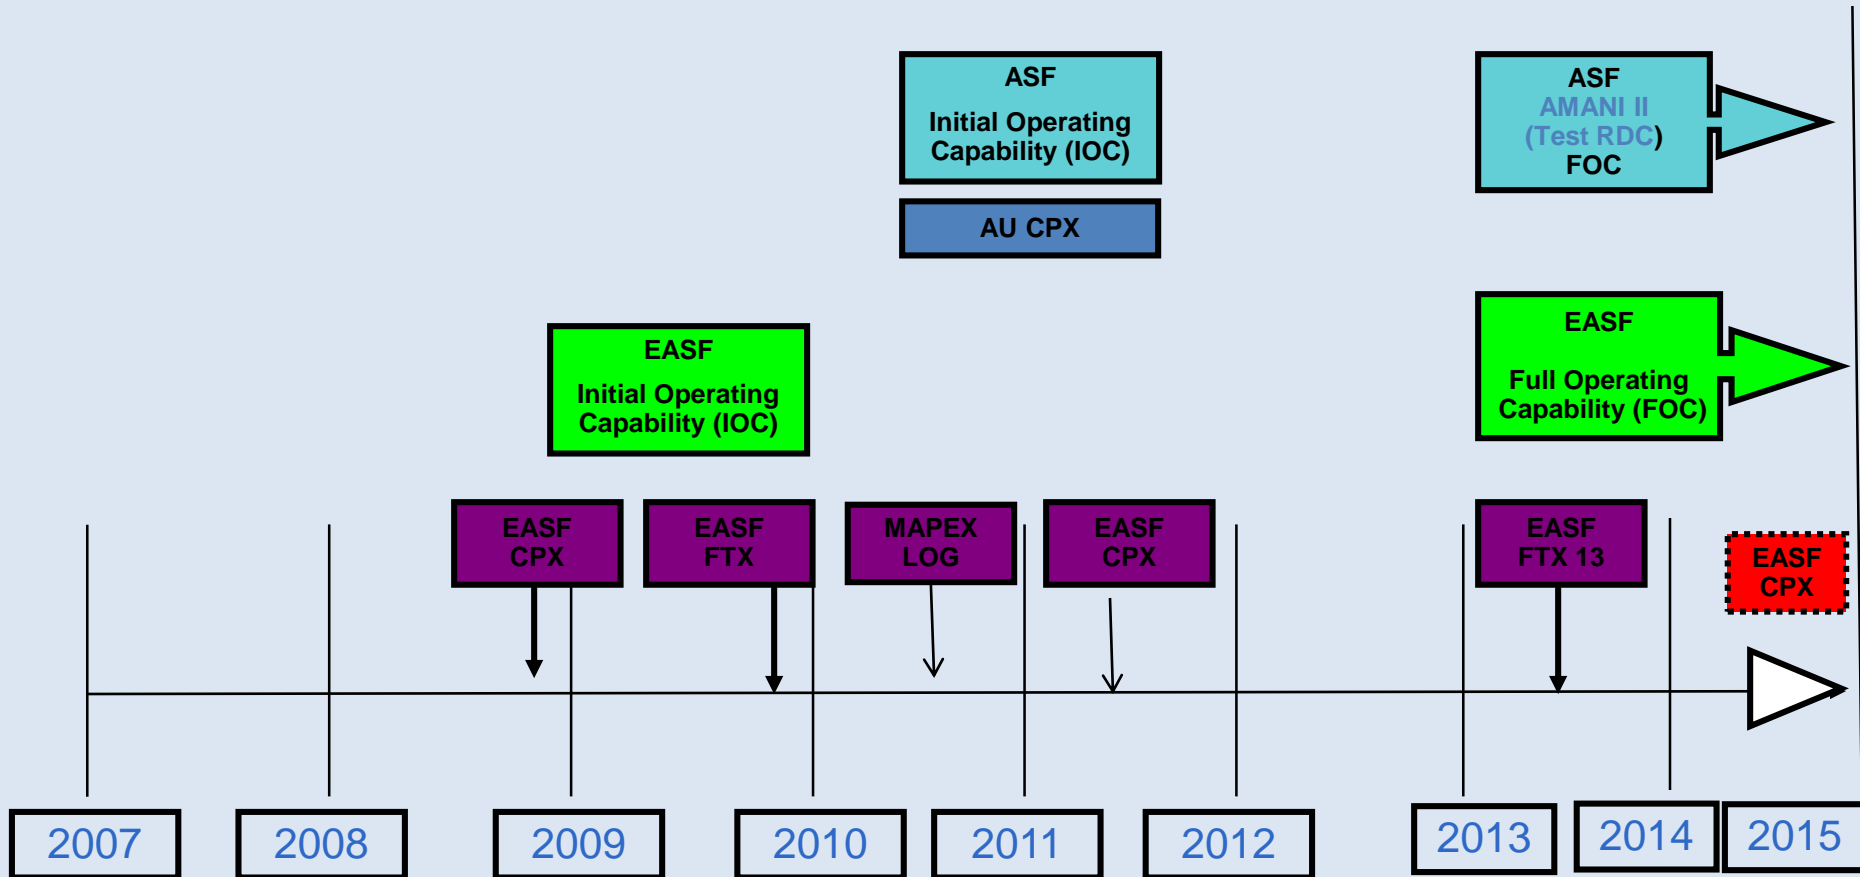 ASF
Initial Operating
Capability (IOC)
AU CPX
ASF
AMANI II
(Test RDC)
FOC
EASF
Initial Operating
Capability (IOC)
EASF
Full Operating
Capability (FOC)
EASF
CPX
EASF
FTX
MAPEX
LOG
EASF
CPX
EASF
FTX 13
EASF
CPX
2007
2008
2009
2010
2011
2012
2013
2014
2015